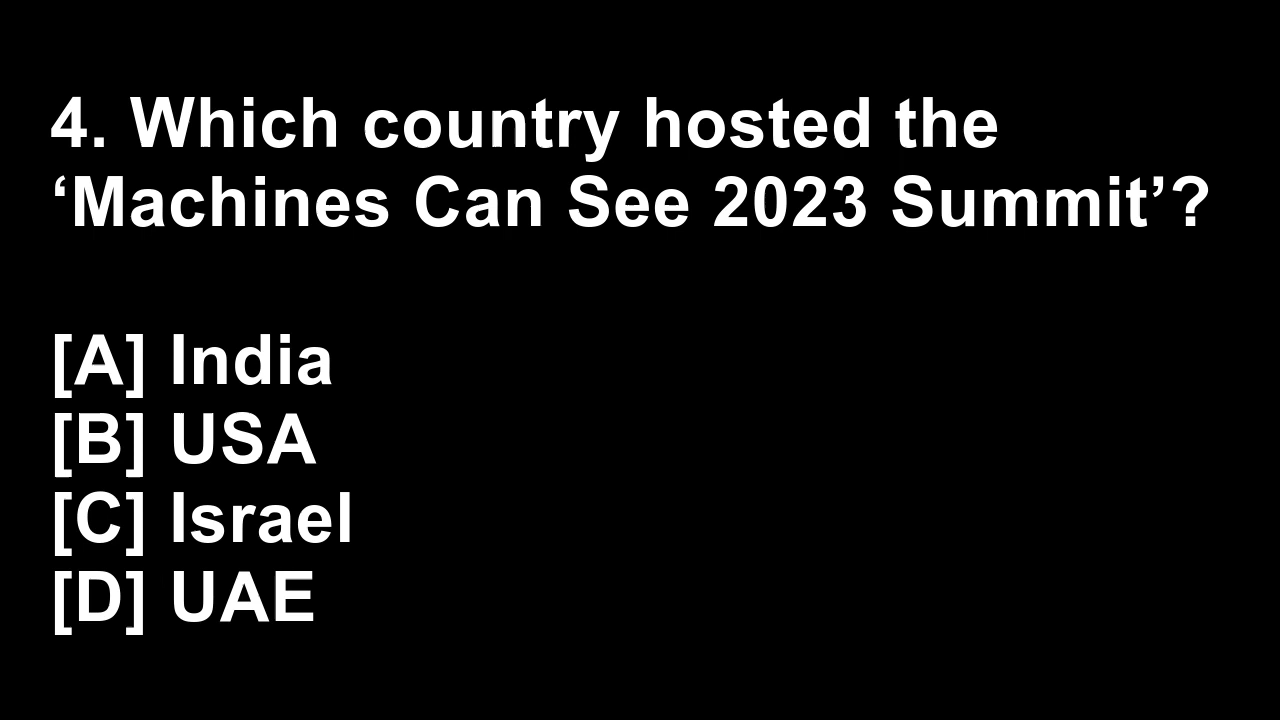 4. Which country hosted the
‘Machines Can See 2023 Summit’?
[A] India
[B] USA
[C] Israel
[D] UAE